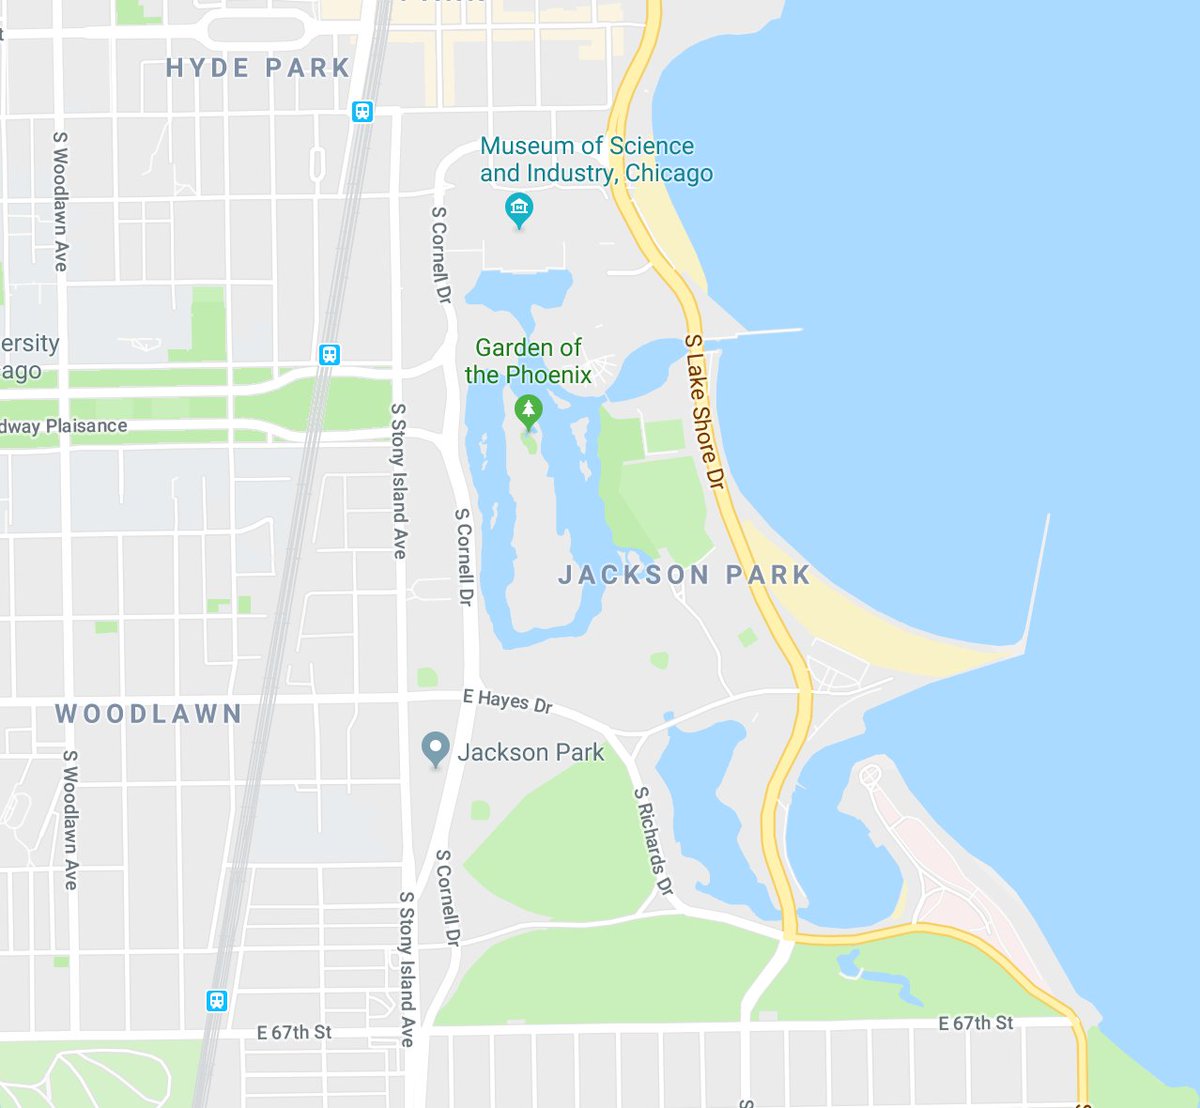 HYDE PARK
Museum of Science
and Industry, Chicago
S Woodlawn Ave
S Cornell Dr
ersity
ago
Garden of
the Phoenix
S Lake Shore Dr
dway Plaisance
S Stony Island Ave
S Cornell Dr
JACKSON PARK
E Hayes Dr
WOODLAWN
Jackson Park
S Woodlawn Ave
S Richards Dr
S Cornell Dr
S Stony Island Ave
E 67th St
E 67th St
S